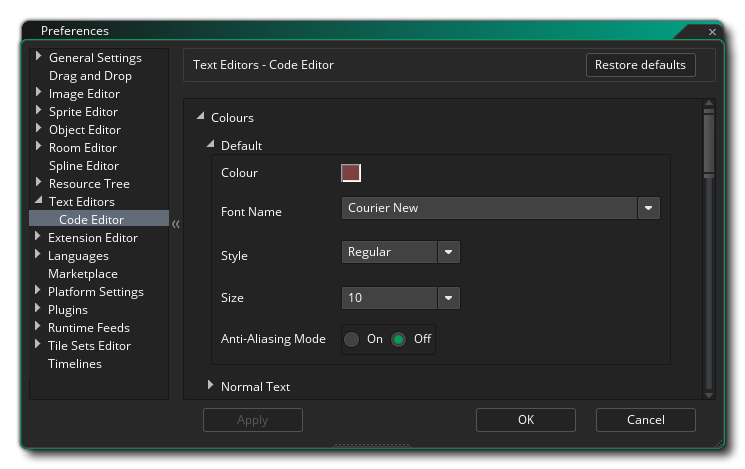 Preferences
General Settings
Drag and Drop
Image Editor
Sprite Editor
Object Editor
Room Editor
Spline Editor
Resource Tree
Text Editors
Code Editor
Extension Editor
Languages
Marketplace
Platform Settings
Plugins
Runtime Feeds
Tile Sets Editor
Timelines
Text Editors - Code Editor
Restore defaults
Colours
Default
Colour
Font Name
Courier New
Style
Regular
Size
10
Anti-Aliasing Mode
On
Off
Normal Text
Apply
OK
Cancel